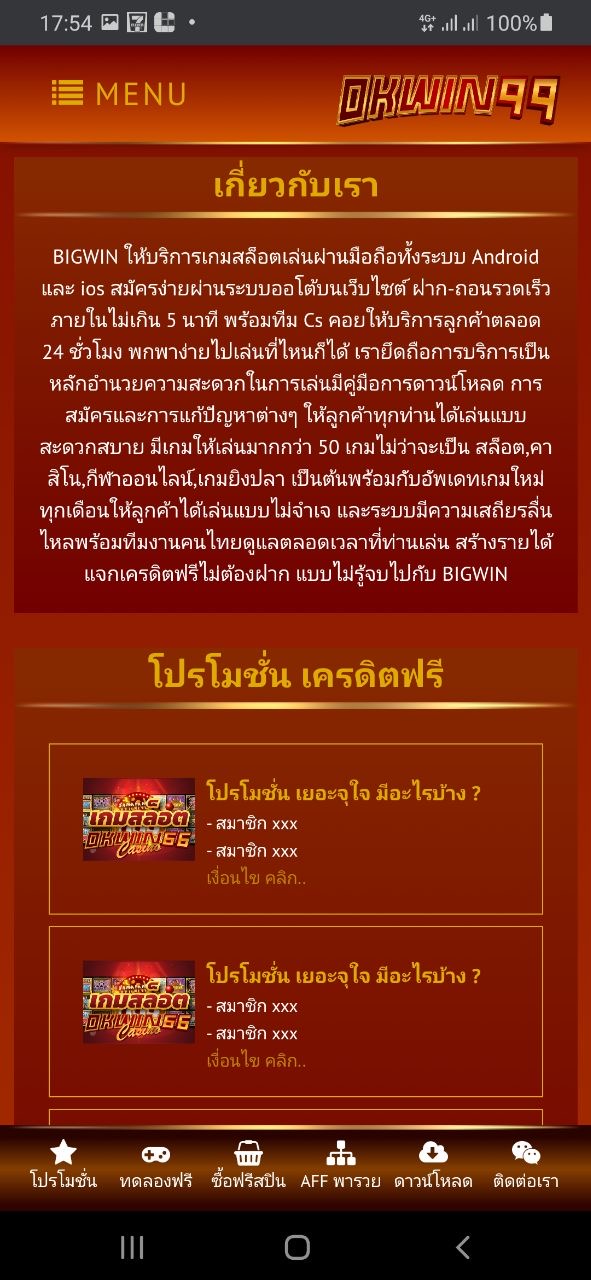 17:54
4G+ 100%
MENU
OKWIN99
เกี่ยวกับเรา
BIGWIN ให้บริการเกมสล็อตเล่นฝานมือถือทั้งระบบ Android
และ ios สมัครง่ายผ่านระบบออโต้บนเว็บไซต์ ฝาก-ถอนรวดเร็ว
ภายในไม่เกิน 5 นาที พร้อมทีม Cs คอยให้บริการลูกค้าตลอด
24 ชั่วโมง พกพาง่ายไปเล่นที่ไหนก็ได้ เรายึดถือการบริการเป็น
หลักอำนวยความสะดวกในการเล่นมีคู่มือการดาวน์โหลด การ
สมัครและการแก้ปัญหาต่างๆ ให้ลูกค้าทุกท่านได้เล่นแบบ
สะดวกสบาย มีเกมให้เล่นมากกว่า 50 เกมไม่ว่าจะเป็น สล็อต,คา
สิโน,กีฬาออนไลน์,เกมยิงปลา เป็นต้นพร้อมกับอัพเดทเกมใหม่
ทุกเดือนให้ลูกค้าได้เล่นแบบไม่จำเจ และระบบมีความเสถียรลื่น
ไหลพร้อมทีมงานคนไทยดูแลตลอดเวลาที่ท่านเล่น สร้างรายได้
แจกเครดิตฟรีไม่ต้องฝาก แบบไม่รู้จบไปกับ BIGWIN
โปรโมชั่น เครดิตฟรี
เกมสล็อต
OKWIN66
Casino
โปรโมชั่น เยอะจุใจ มีอะไรบ้าง ?
- สมาชิก xxx
- สมาชิก xxx
เงื่อนไข คลิก..
เกมสล็อต
OKWIN66
Casino
โปรโมชั่น เยอะจุใจ มีอะไรบ้าง ?
- สมาชิก xxx
- สมาชิก xxx
เงื่อนไข คลิก..
โปรโมชั่น ทดลองฟรี ซื้อฟรีสปิน AFF พารวย ดาวน์โหลด ติดต่อเรา